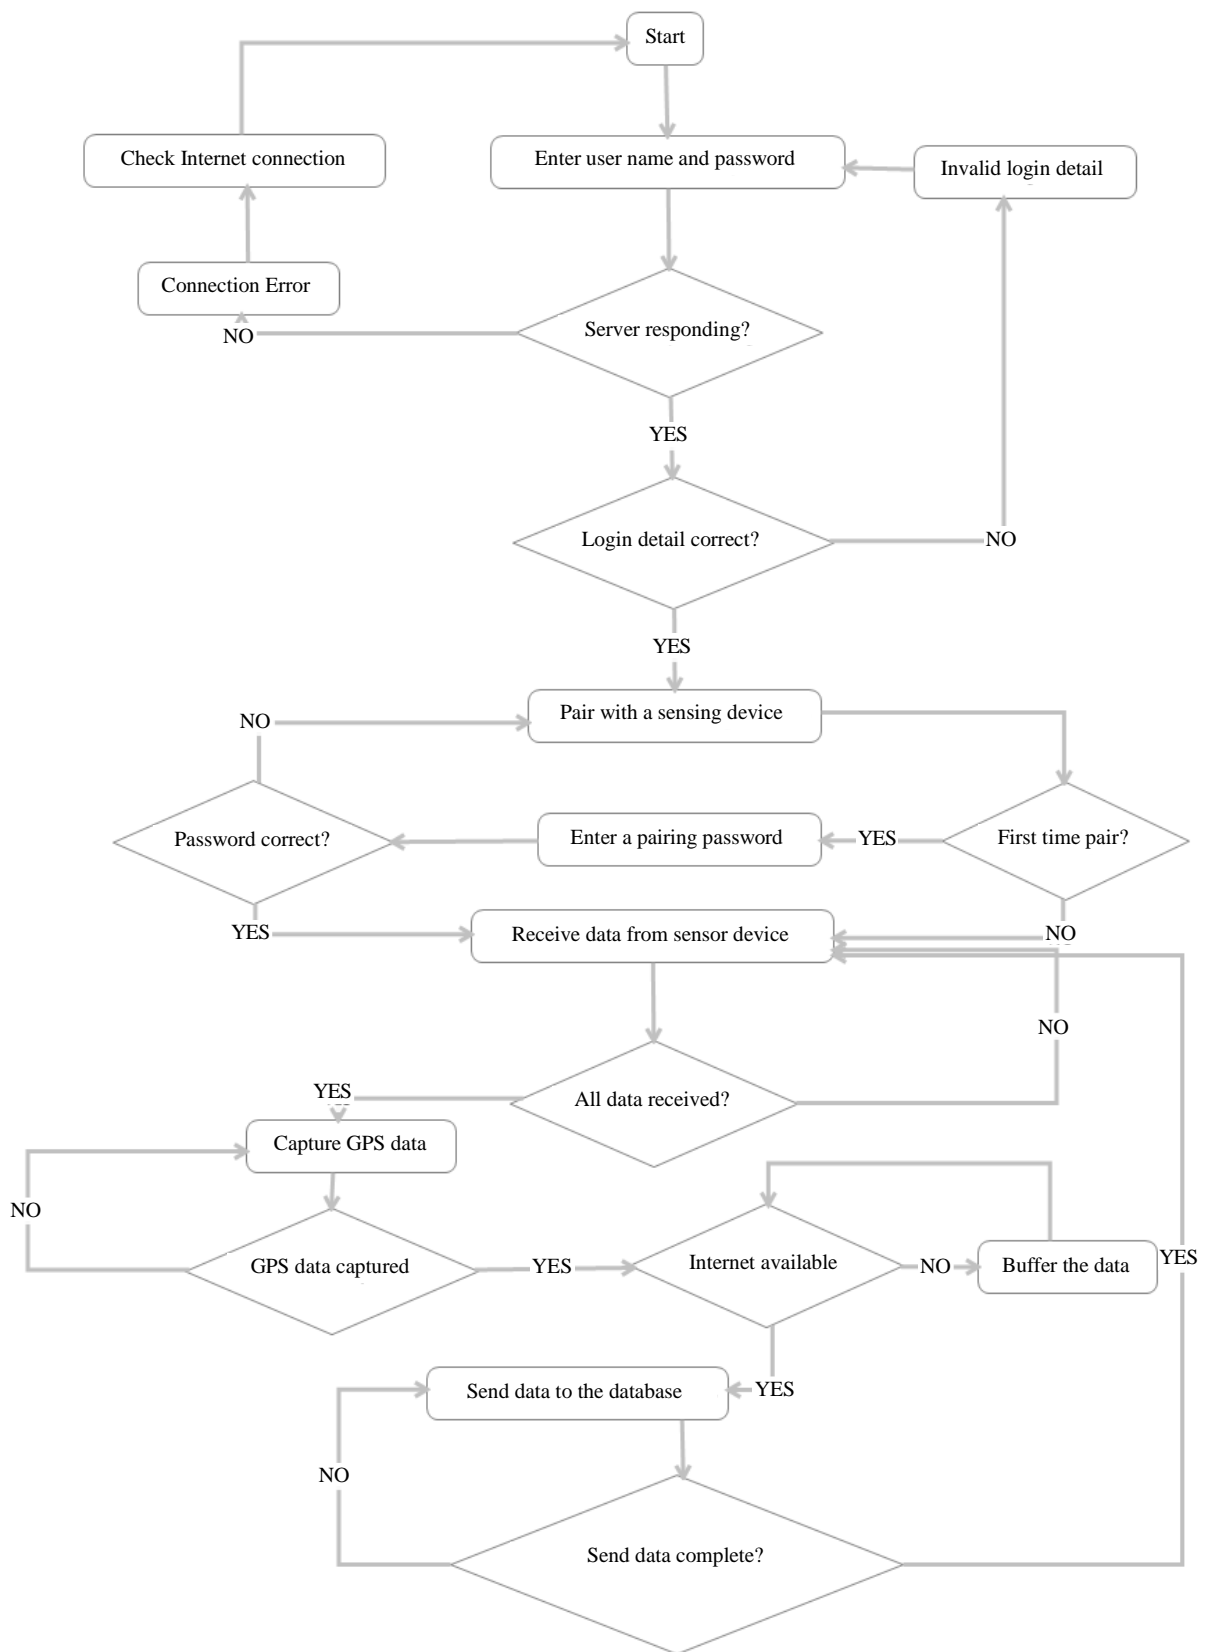 Start
Check Internet connection
Enter user name and password
Invalid login detail
Connection Error
Server responding?
NO
YES
Login detail correct?
NO
YES
Pair with a sensing device
NO
Password correct?
Enter a pairing password
YES
First time pair?
YES
Receive data from sensor device
NO
NO
YES
All data received?
Capture GPS data
NO
GPS data captured
YES
Internet available
NO
Buffer the data
YES
Send data to the database
YES
NO
Send data complete?